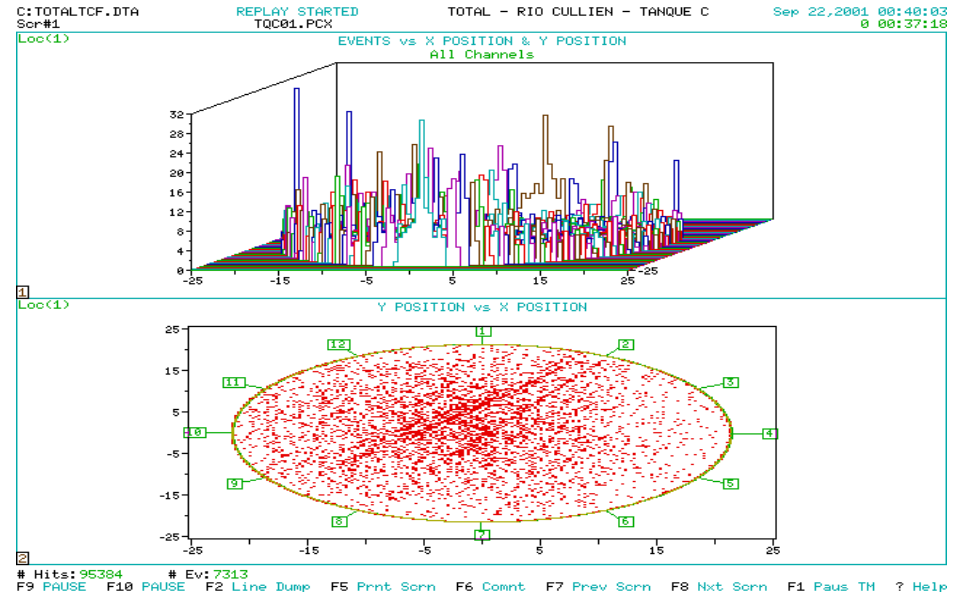 C:TOTALTCF.DTA REPLAY STARTED TOTAL - RIO CULLIEN - TANQUE C Sep 22,2001 00:40:03
Scr#1 TQC01.PCX 0 00:37:18
Loc(1) EVENTS vs X POSITION & Y POSITION
All Channels
32
28
24
20
16
12
8
4
0
-25 -15 -5 5 15 -25
1
Loc(1) Y POSITION vs X POSITION
25
15
5
-5
-15
-25
1
12 2
11 3
10 4
9 5
8 6
7
-25 -15 -5 5 15 25
2
# Hits:95384 # Ev:7313
F9 PAUSE F10 PAUSE F2 Line Dump F5 Prnt Scrn F6 Comnt F7 Prev Scrn F8 Nxt Scrn F1 Paus TM ? Help